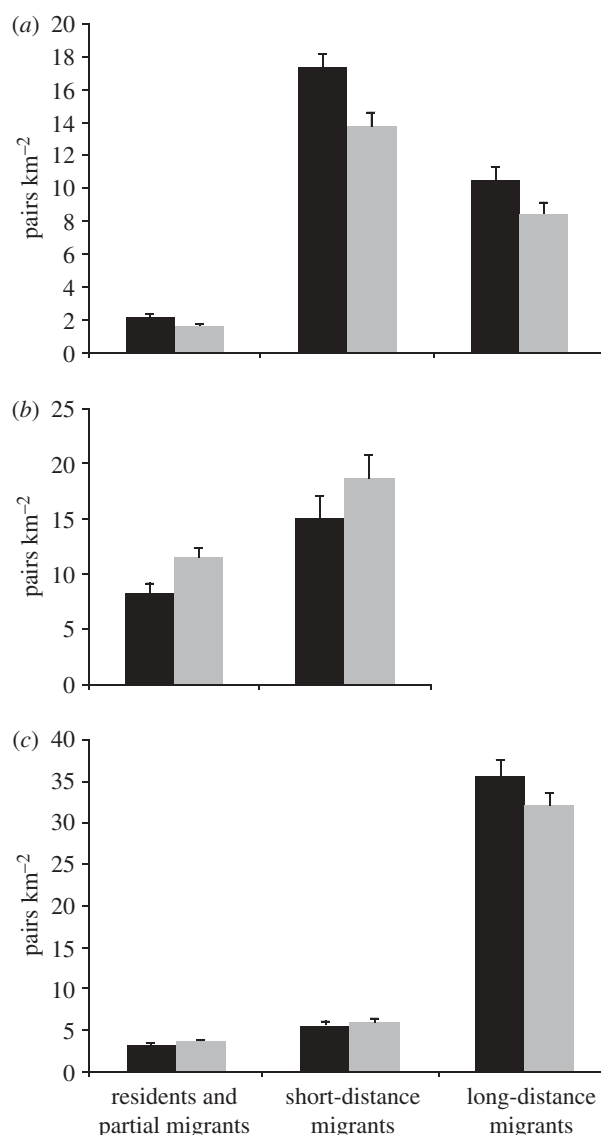 (a)
20
18
16
14
12
10
8
6
4
2
0
pairs km−2
(b)
25
20
15
10
5
0
pairs km−2
(c)
40
35
30
25
20
15
10
5
0
pairs km−2
residents and
partial migrants
short-distance
migrants
long-distance
migrants